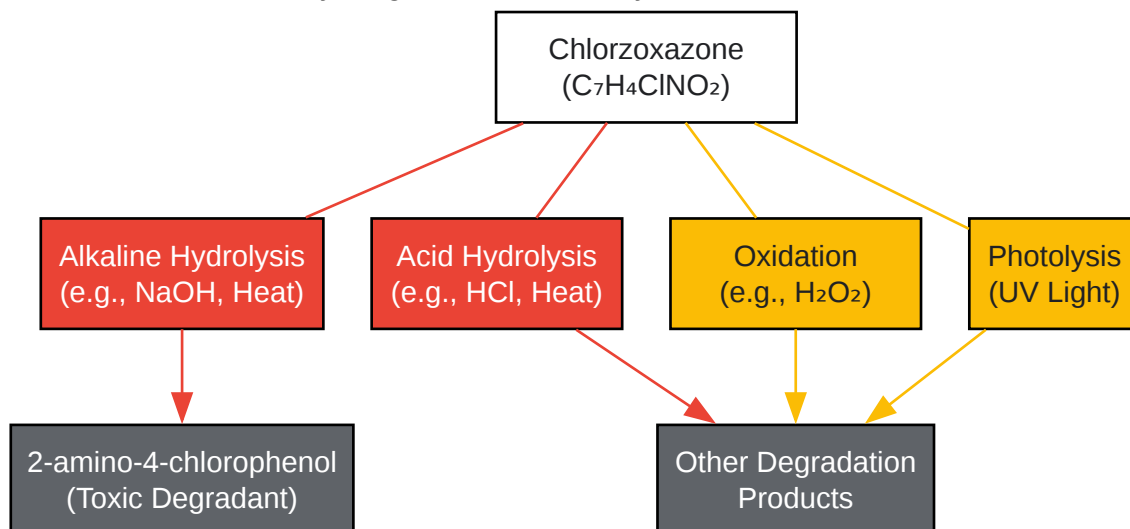 Chlorzoxazone
(C₇H₄ClNO₂)
Alkaline Hydrolysis
(e.g., NaOH, Heat)
Acid Hydrolysis
(e.g., HCl, Heat)
Oxidation
(e.g., H₂O₂)
Photolysis
(UV Light)
2-amino-4-chlorophenol
(Toxic Degradant)
Other Degradation
Products